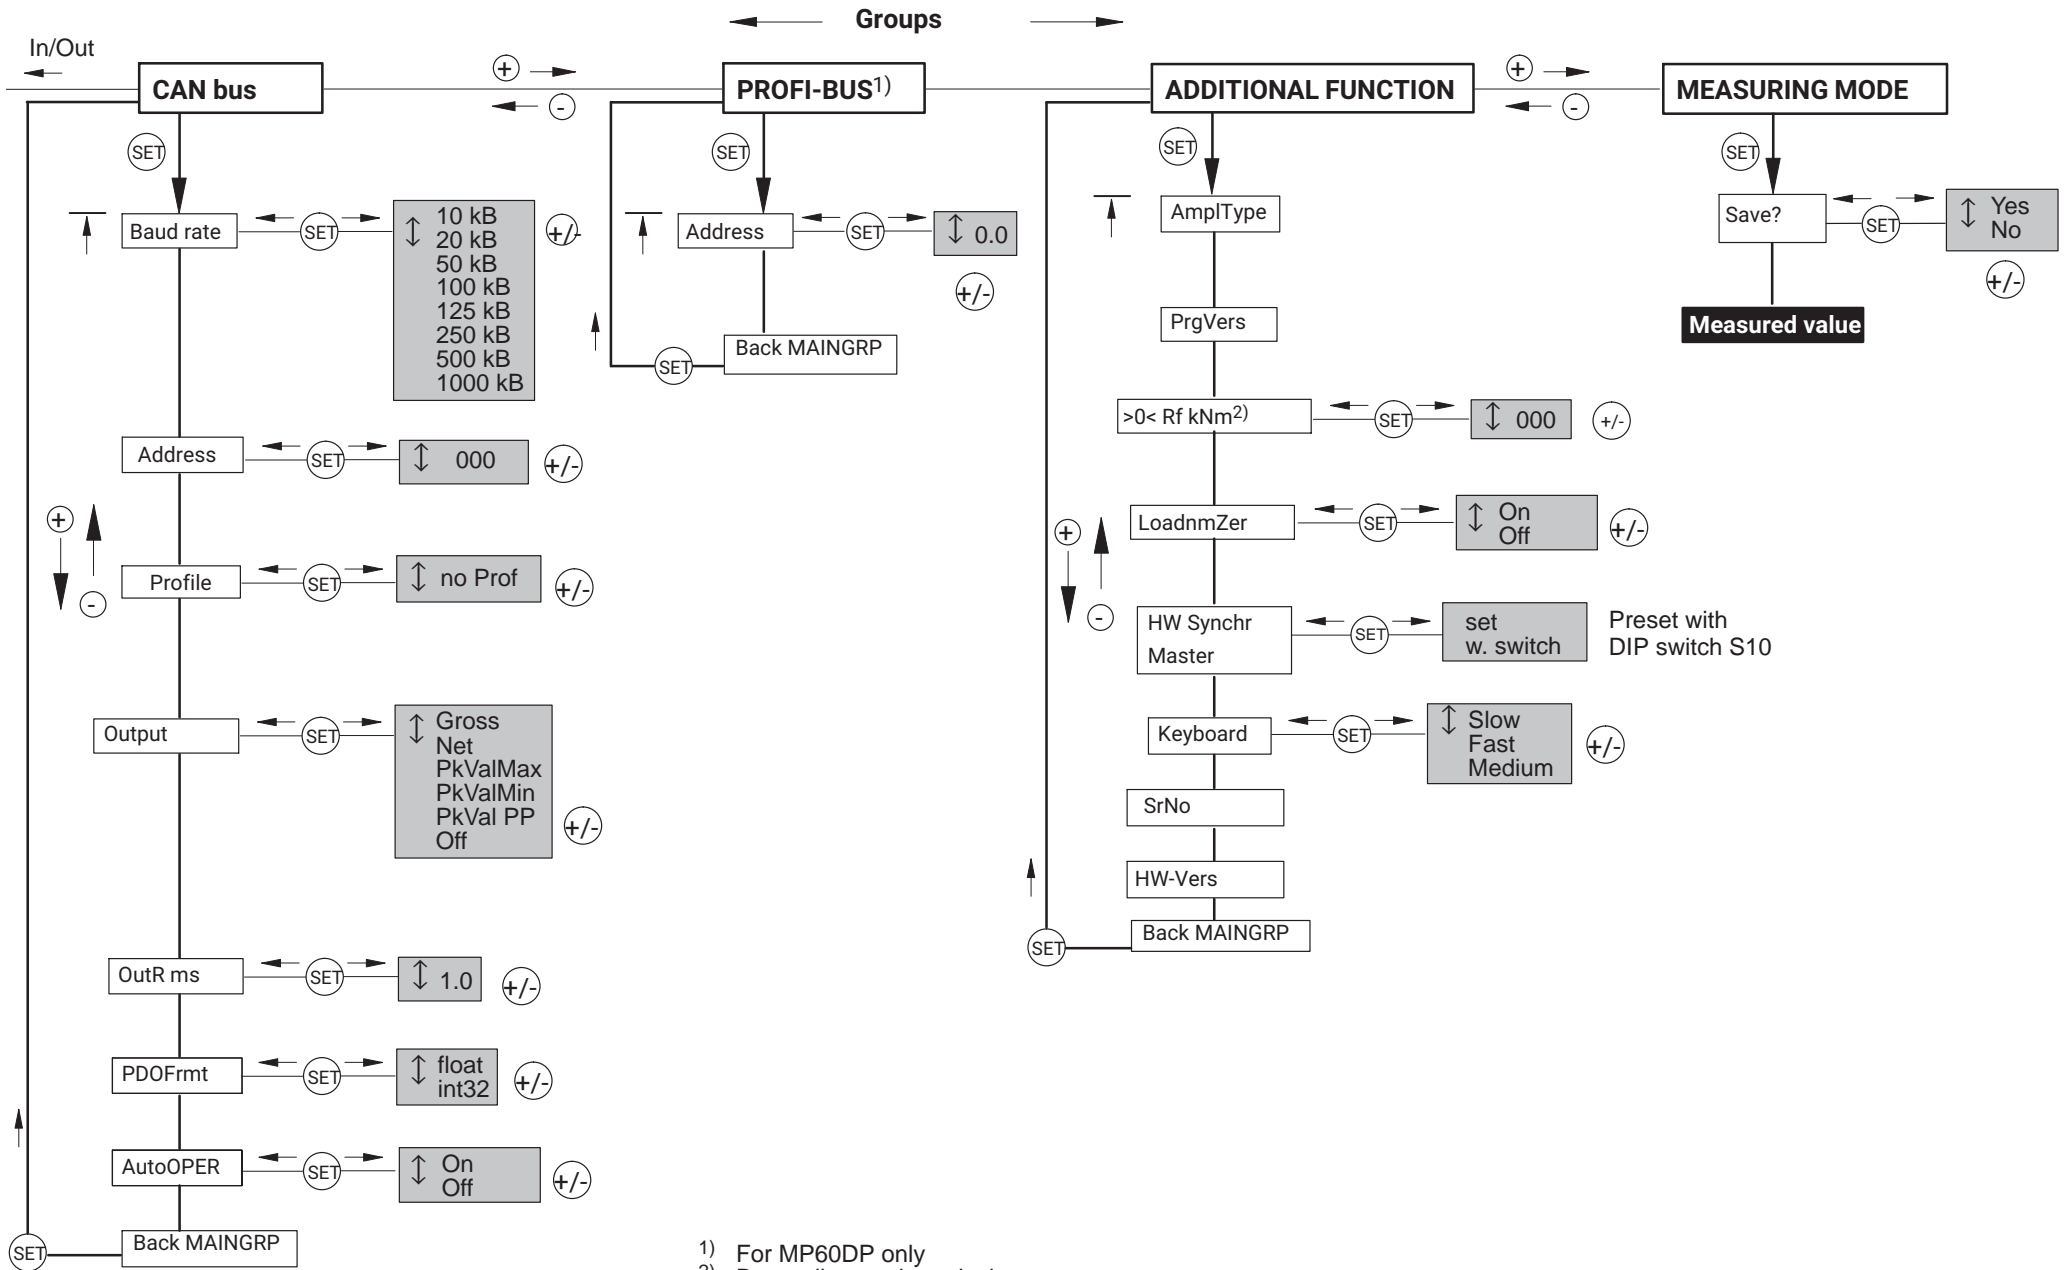 Groups
In/Out
CAN bus
+
-
PROFI-BUS1)
ADDITIONAL FUNCTION
+
-
MEASURING MODE
SET
Baud rate
SET
10 kB
20 kB
50 kB
100 kB
125 kB
250 kB
500 kB
1000 kB
+/-
Address
SET
000
+/-
+
-
Profile
SET
no Prof
+/-
Output
SET
Gross
Net
PkValMax
PkValMin
PkVal PP
Off
+/-
OutR ms
SET
1.0
+/-
PDOFrmt
SET
float
int32
+/-
AutoOPER
SET
On
Off
+/-
SET
Back MAINGRP
SET
Address
SET
0.0
+/-
SET
Back MAINGRP
SET
AmplType
PrgVers
>0< Rf kNm2)
SET
000
+/-
LoadnmZer
SET
On
Off
+/-
+
-
HW Synchr
Master
SET
set
w. switch
Preset with
DIP switch S10
Keyboard
SET
Slow
Fast
Medium
+/-
SrNo
HW-Vers
SET
Back MAINGRP
SET
Save?
SET
Yes
No
+/-
Measured value
1) For MP60DP only